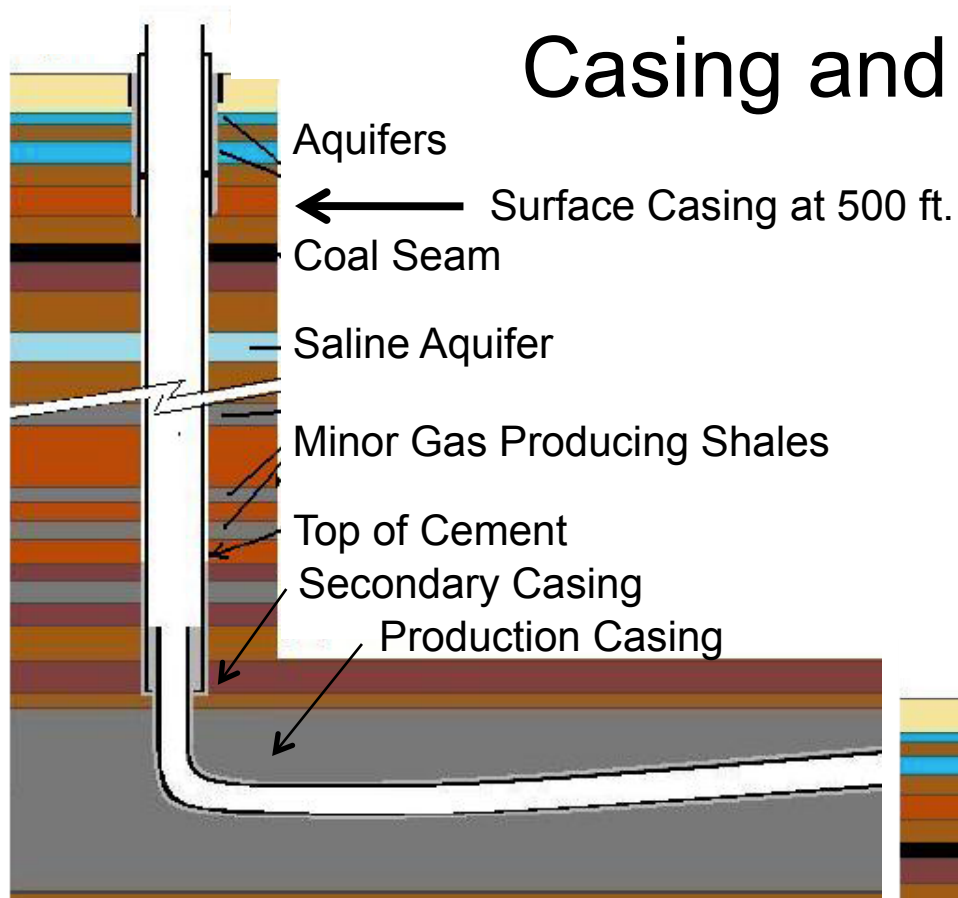 Casing and
Aquifers
Surface Casing at 500 ft.
Coal Seam
Saline Aquifer
Minor Gas Producing Shales
Top of Cement
Secondary Casing
Production Casing